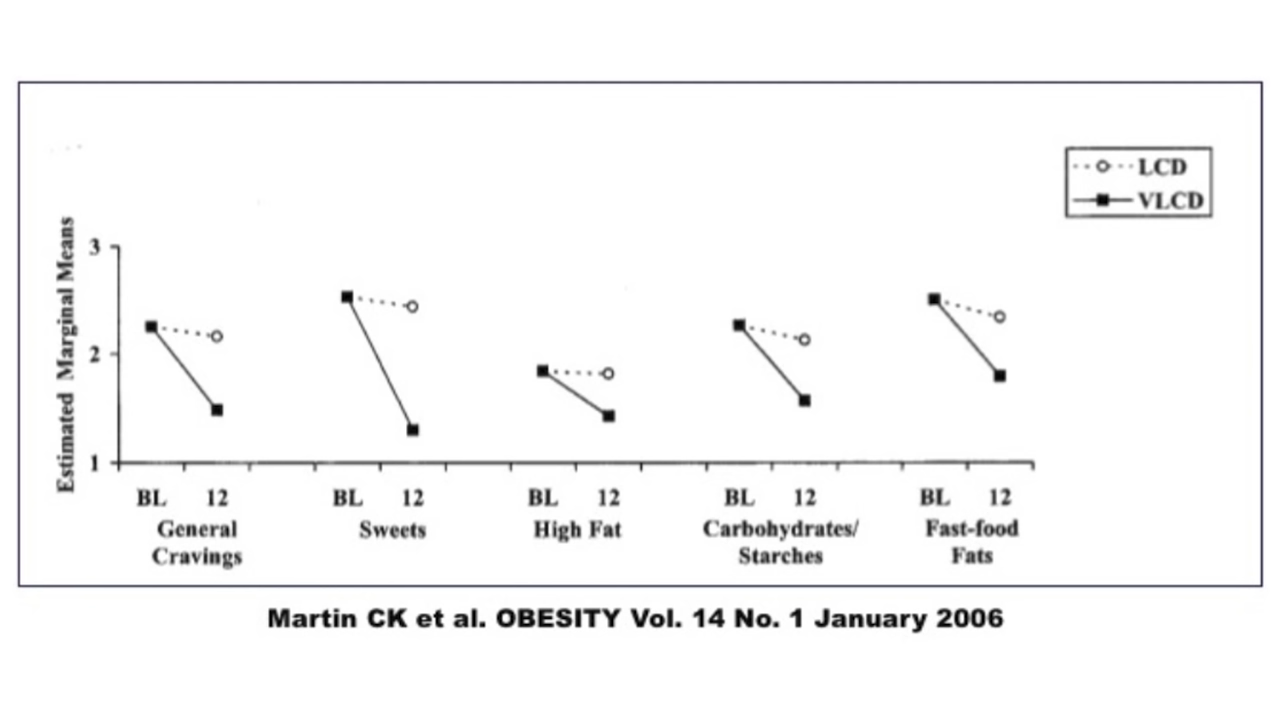 LCD
VLCD
Estimated Marginal Means
3
2
1
BL 12 BL 12 BL 12 BL 12 BL 12
General Sweets High Fat Carbohydrates/ Fast-food
Cravings Starches Fats
Martin CK et al. OBESITY Vol. 14 No. 1 January 2006